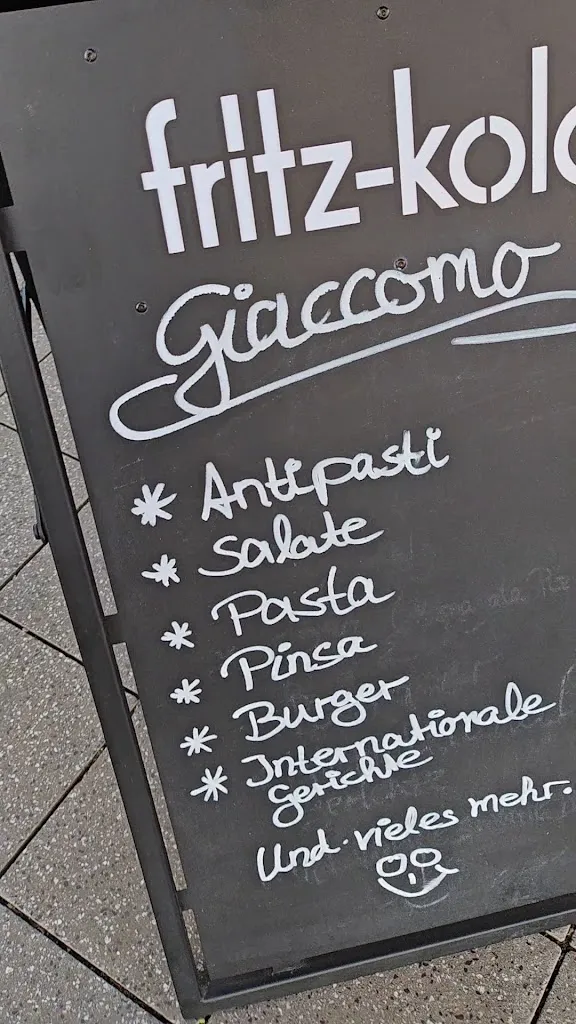 fritz-kola
Giaccomo
* Antipasti
* Salate
* Pasta
* Pinsa
* Burger
* Internationale
Gerichte
Und vieles mehr.